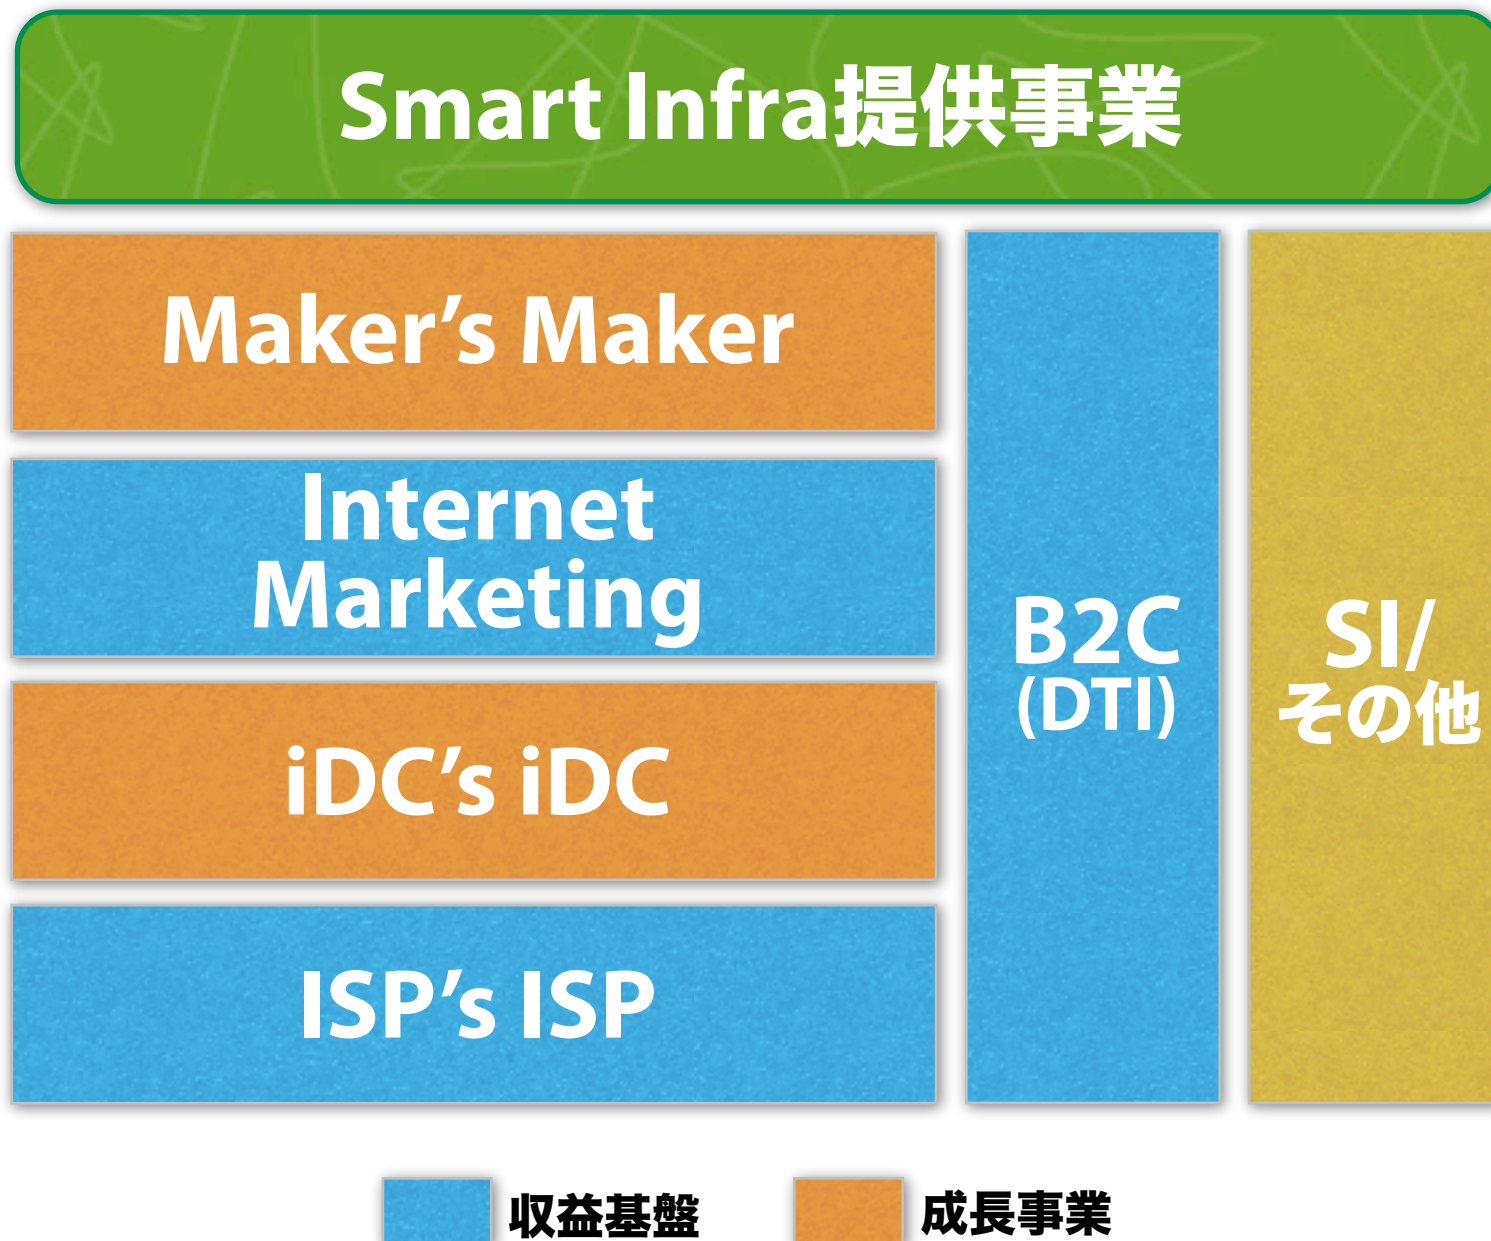 Smart Infra提供事業
Maker’s Maker
Internet
Marketing
iDC’s iDC
ISP’s ISP
B2C
(DTI)
SI/
その他
収益基盤
成長事業